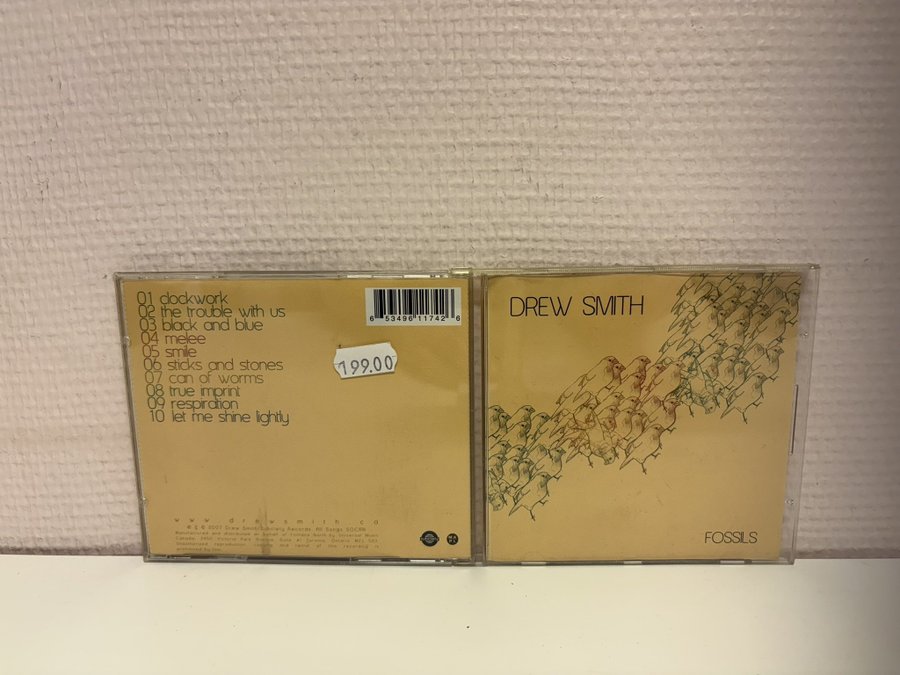 01 clockwork
02 the trouble with us
03 black and blue
04 melee
05 smile
06 sticks and stones
07 can of worms
08 true imprint
09 respiration
10 let me shine lightly
6 53496 11742 6
199.00
www.drewsmith.ca
DREW SMITH
FOSSILS